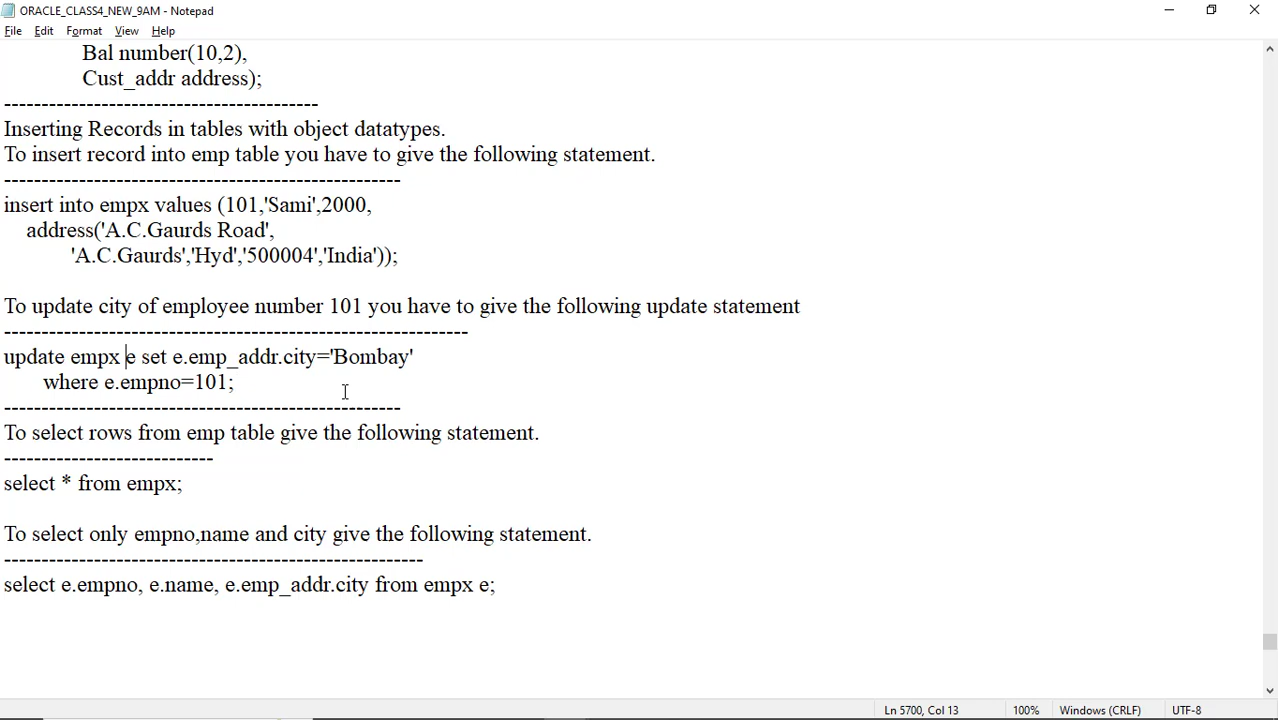 ORACLE_CLASS4_NEW_9AM - Notepad
File Edit Format View Help
Bal number(10,2),
Cust_addr address);
------------------------------------------
Inserting Records in tables with object datatypes.
To insert record into emp table you have to give the following statement.
-----------------------------------------------------
insert into empx values (101,'Sami',2000,
address('A.C.Gaurds Road',
'A.C.Gaurds','Hyd','500004','India'));
To update city of employee number 101 you have to give the following update statement
--------------------------------------------------------------
update empx e set e.emp_addr.city='Bombay'
where e.empno=101;
-----------------------------------------------------
To select rows from emp table give the following statement.
----------------------------
select * from empx;
To select only empno,name and city give the following statement.
--------------------------------------------------------
select e.empno, e.name, e.emp_addr.city from empx e;
Ln 5700, Col 13 100% Windows (CRLF) UTF-8